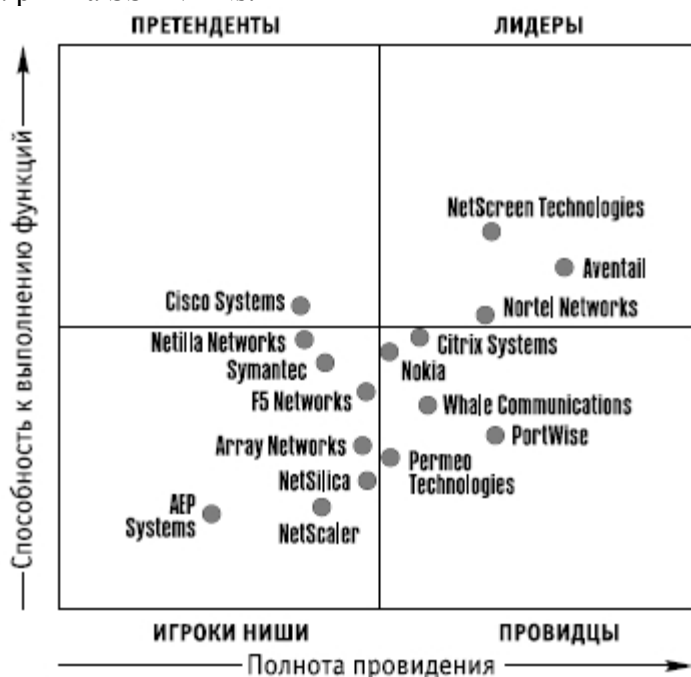 ПРЕТЕНДЕНТЫ
ЛИДЕРЫ
Способность к выполнению функций
NetScreen Technologies
Aventail
Cisco Systems
Nortel Networks
Netilla Networks
Citrix Systems
Symantec
Nokia
F5 Networks
Whale Communications
PortWise
Array Networks
Permeo
Technologies
NetSilica
AEP
Systems
NetScaler
ИГРОКИ НИШИ
ПРОВИДЦЫ
Полнота провидения